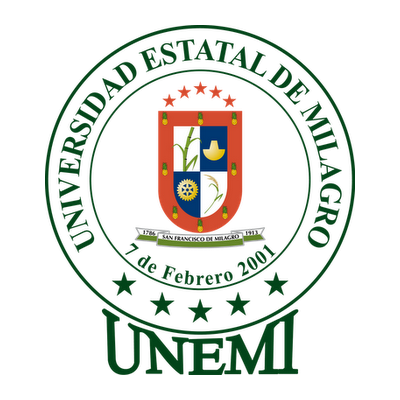 UNIVERSIDAD ESTATAL DE MILAGRO
1786 SAN FRANCISCO DE MILAGRO 1913
7 de Febrero 2001
UNEMI